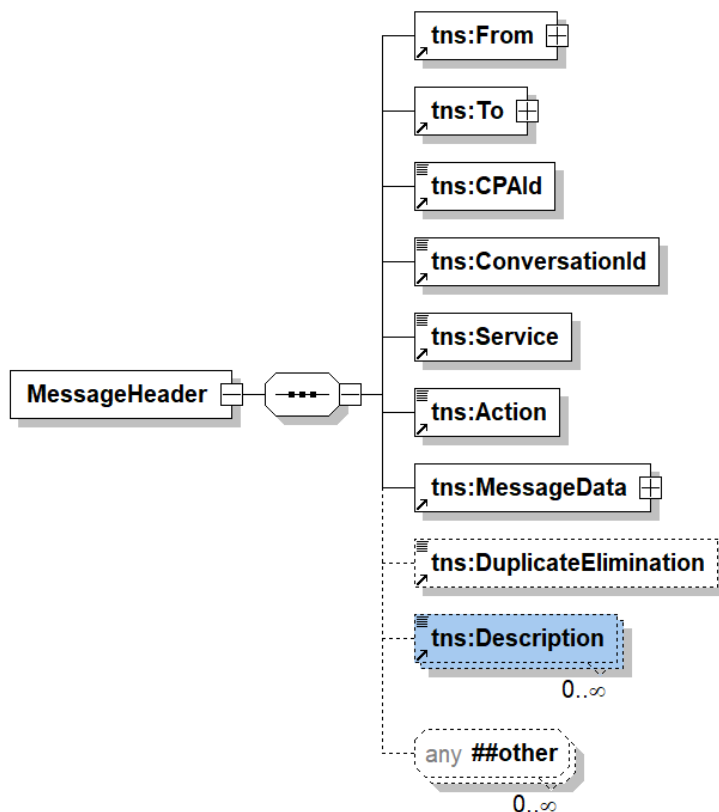 tns:From
tns:To
tns:CPAId
tns:ConversationId
tns:Service
MessageHeader
tns:Action
tns:MessageData
tns:DuplicateElimination
tns:Description
0..∞
any ##other
0..∞